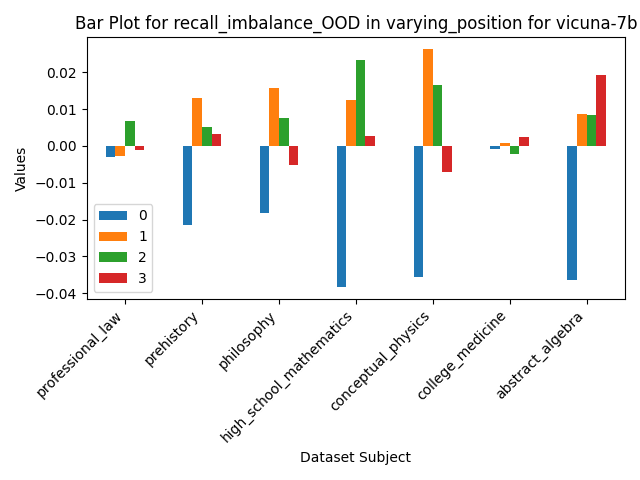 Bar Plot for recall_imbalance_OOD in varying_position for vicuna-7b
0.02
0.01
0.00
−0.01
−0.02
−0.03
−0.04
Values
0
1
2
3
professional_law
prehistory
philosophy
high_school_mathematics
conceptual_physics
college_medicine
abstract_algebra
Dataset Subject